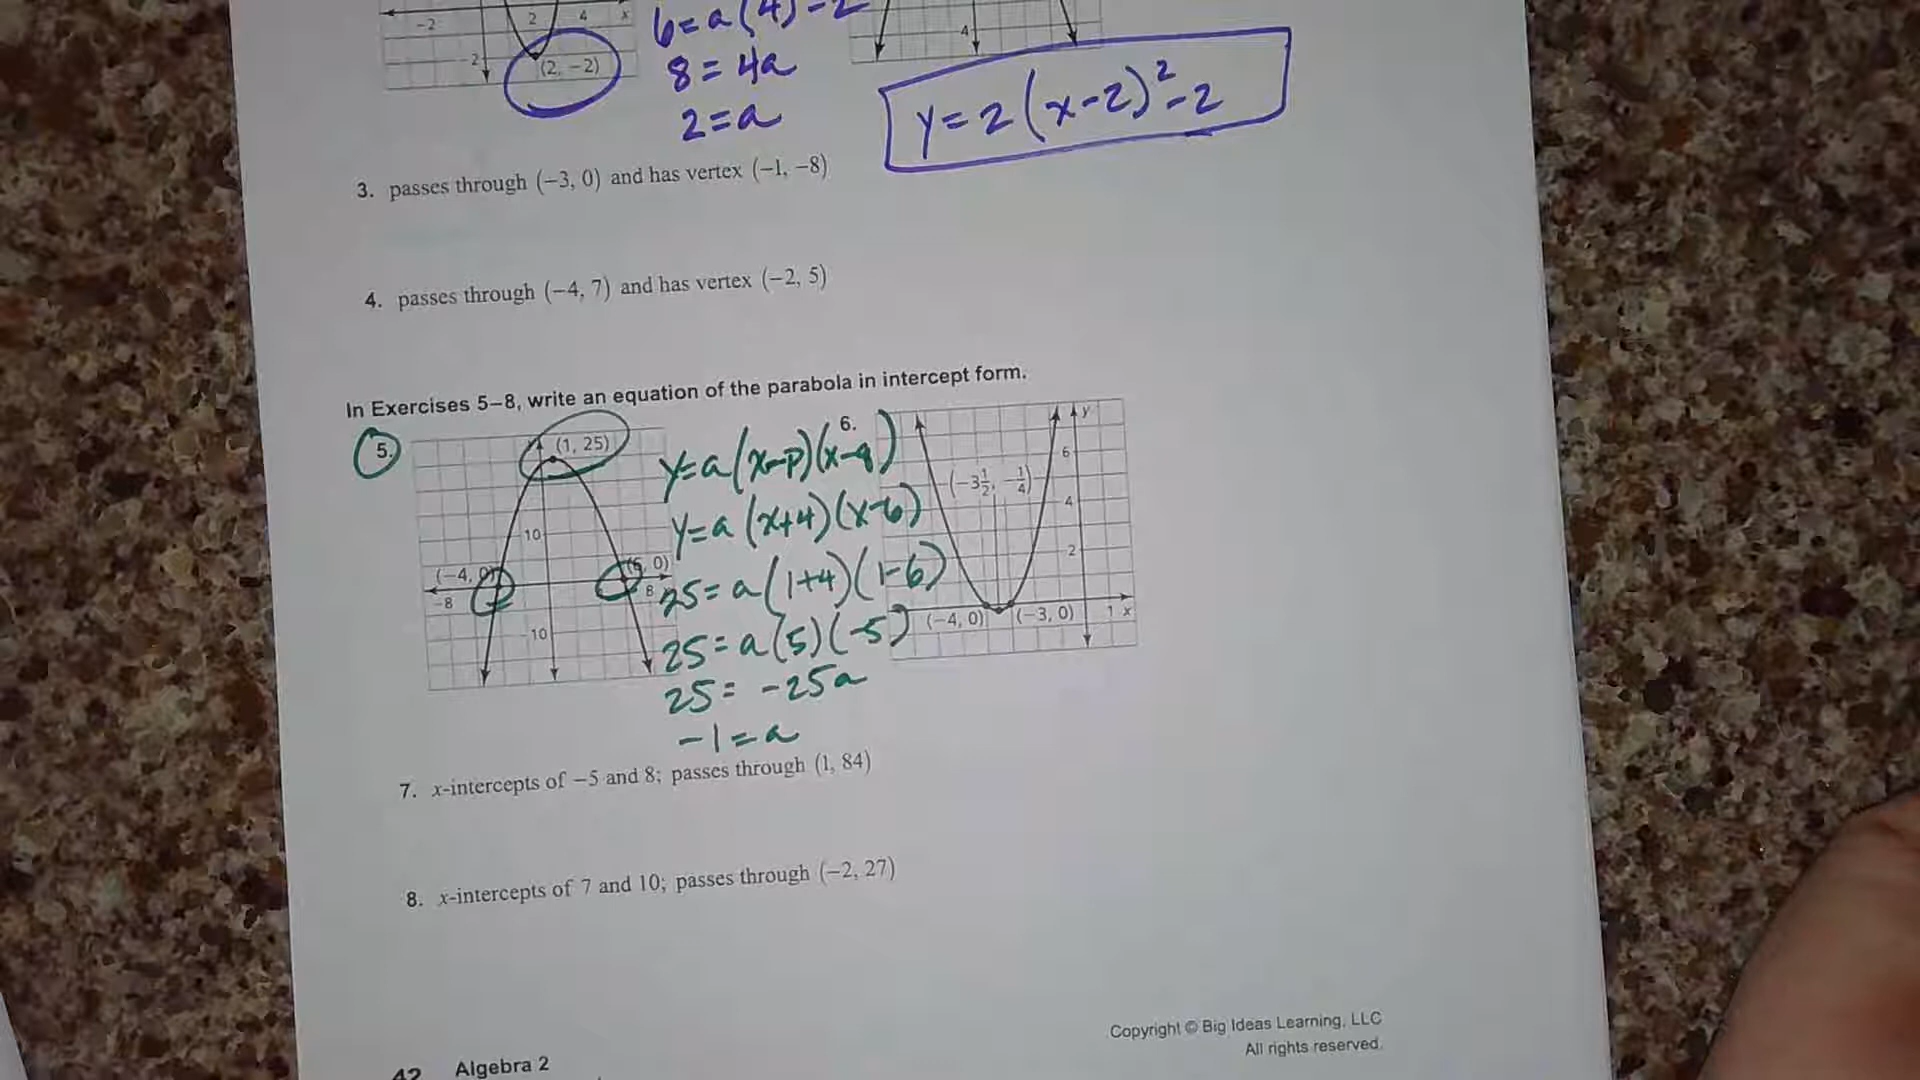 -2 2 4 x
-2
(2, −2)
6=a(4)-2
8=4a
2=a
4
y=2(x-2)²-2
3. passes through (−3, 0) and has vertex (−1, −8)
4. passes through (−4, 7) and has vertex (−2, 5)
In Exercises 5–8, write an equation of the parabola in intercept form.
5.
(1, 25)
10
(−4, 0)
(6, 0)
-8
8
10
y=a(x-p)(x-q)
y=a(x+4)(x-6)
25=a(1+4)(1-6)
25=a(5)(-5)
25=-25a
-1=a
6.
y
6
(−3½, −¼)
4
2
(−4, 0) (−3, 0) 1 x
7. x-intercepts of −5 and 8; passes through (1, 84)
8. x-intercepts of 7 and 10; passes through (−2, 27)
Copyright © Big Ideas Learning, LLC
All rights reserved.
42 Algebra 2